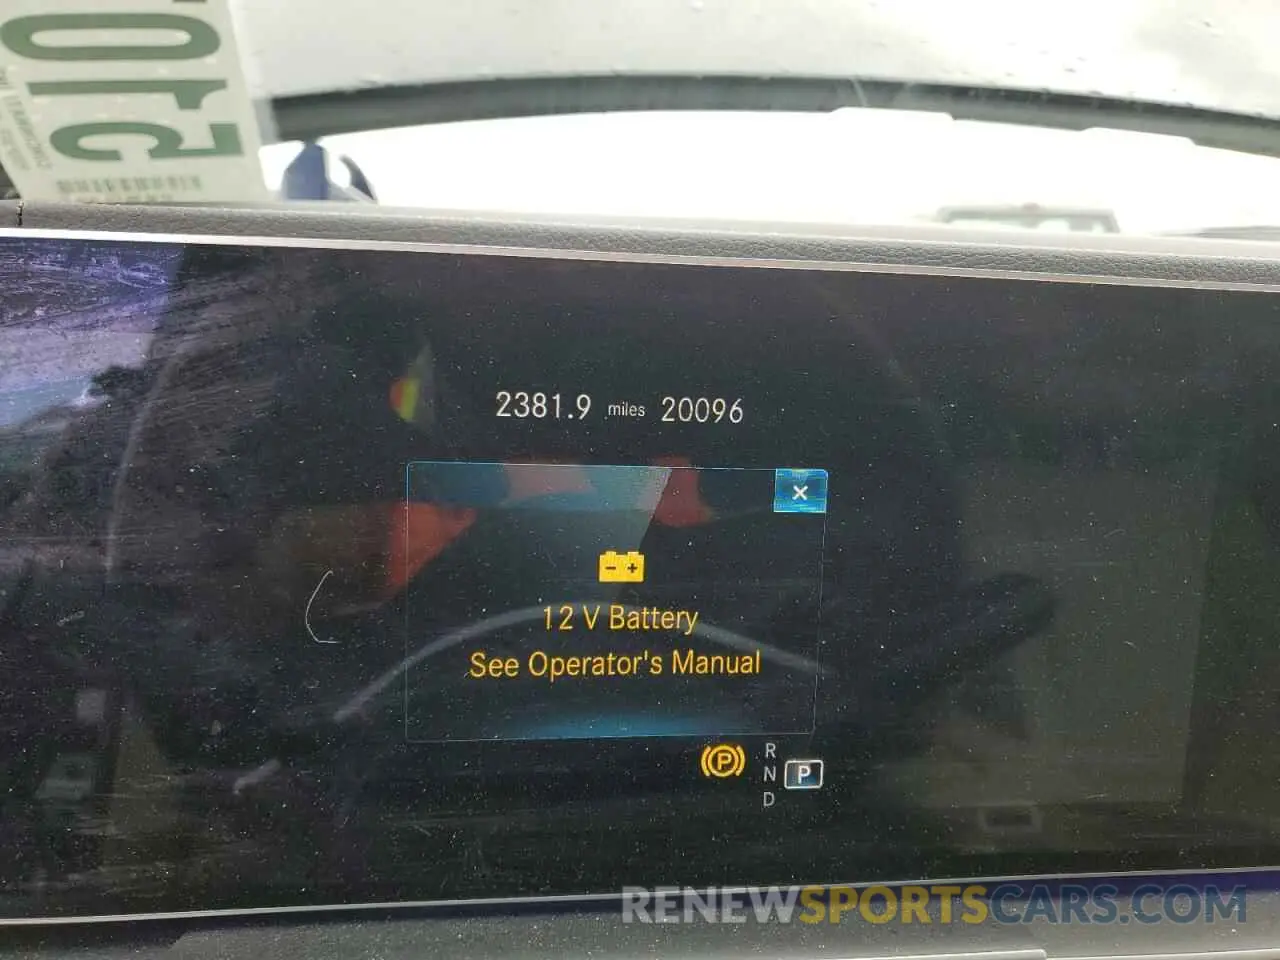 2381.9 miles 20096
×
12 V Battery
See Operator's Manual
P
R
N P
D
RENEWSPORTSCARS.COM